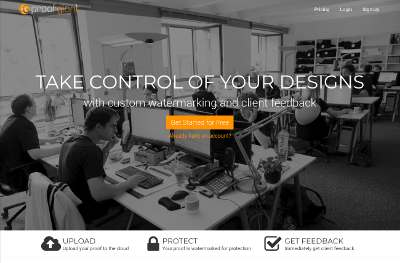 proofgiant
Pricing Login Sign Up
TAKE CONTROL OF YOUR DESIGNS
with custom watermarking and client feedback
Get Started for Free
Already have an account?
UPLOAD
Upload your proof to the cloud
PROTECT
Your proof is watermarked for protection
GET FEEDBACK
Immediately get client feedback